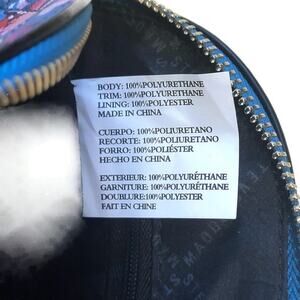 BODY: 100%POLYURETHANE
TRIM: 100%POLYURETHANE
LINING: 100%POLYESTER
MADE IN CHINA
CUERPO: 100%POLIURETANO
RECORTE: 100%POLIURETANO
FORRO: 100%POLIÉSTER
HECHO EN CHINA
EXTERIEUR: 100%POLYURÉTHANE
GARNITURE: 100%POLYURÉTHANE
DOUBLURE:100%POLYESTER
FAIT EN CHINE